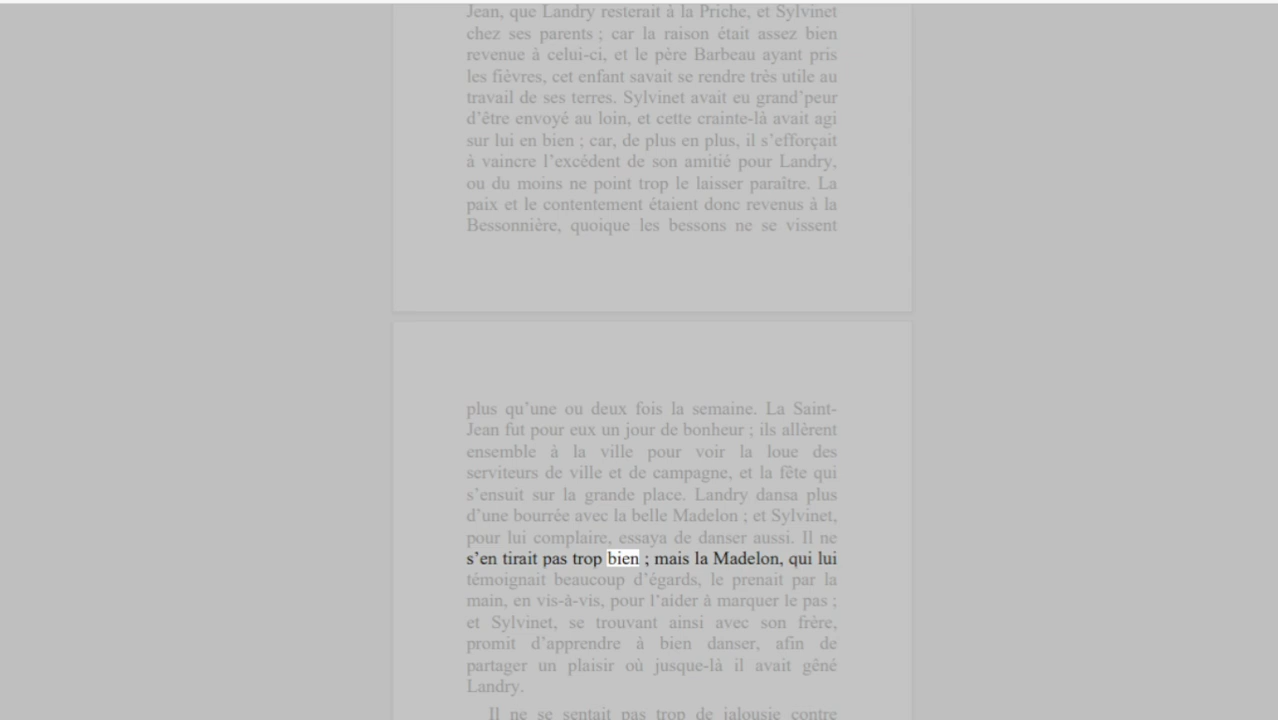 Jean, que Landry resterait à la Priche, et Sylvinet
chez ses parents ; car la raison était assez bien
revenue à celui-ci, et le père Barbeau ayant pris
les fièvres, cet enfant savait se rendre très utile au
travail de ses terres. Sylvinet avait eu grand’peur
d’être envoyé au loin, et cette crainte-là avait agi
sur lui en bien ; car, de plus en plus, il s’efforçait
à vaincre l’excédent de son amitié pour Landry,
ou du moins ne point trop le laisser paraître. La
paix et le contentement étaient donc revenus à la
Bessonnière, quoique les bessons ne se vissent
plus qu’une ou deux fois la semaine. La Saint-
Jean fut pour eux un jour de bonheur ; ils allèrent
ensemble à la ville pour voir la loue des
serviteurs de ville et de campagne, et la fête qui
s’ensuit sur la grande place. Landry dansa plus
d’une bourrée avec la belle Madelon ; et Sylvinet,
pour lui complaire, essaya de danser aussi. Il ne
s’en tirait pas trop bien ; mais la Madelon, qui lui
témoignait beaucoup d’égards, le prenait par la
main, en vis-à-vis, pour l’aider à marquer le pas ;
et Sylvinet, se trouvant ainsi avec son frère,
promit d’apprendre à bien danser, afin de
partager un plaisir où jusque-là il avait gêné
Landry.
Il ne se sentait pas trop de jalousie contre